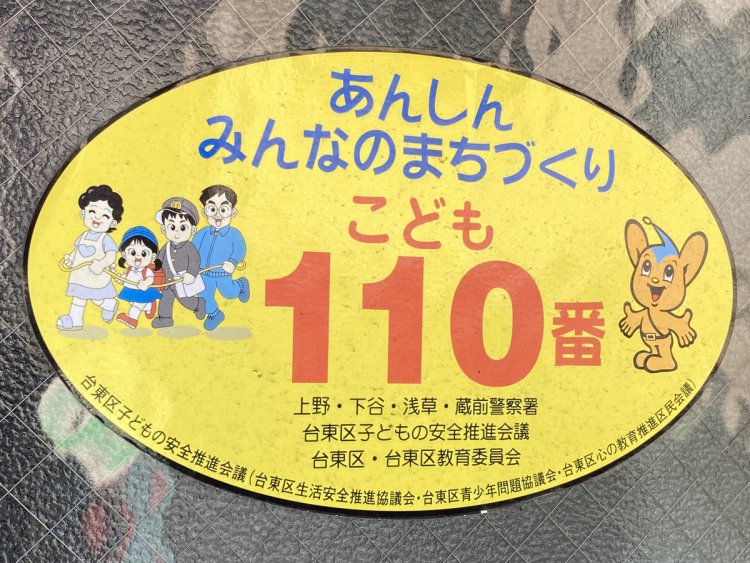 あんしん
みんなのまちづくり
こども
110番
上野・下谷・浅草・蔵前警察署
台東区子どもの安全推進会議
台東区・台東区教育委員会
台東区子どもの安全推進会議(台東区生活安全推進協議会・台東区青少年問題協議会・台東区心の教育推進区民会議)